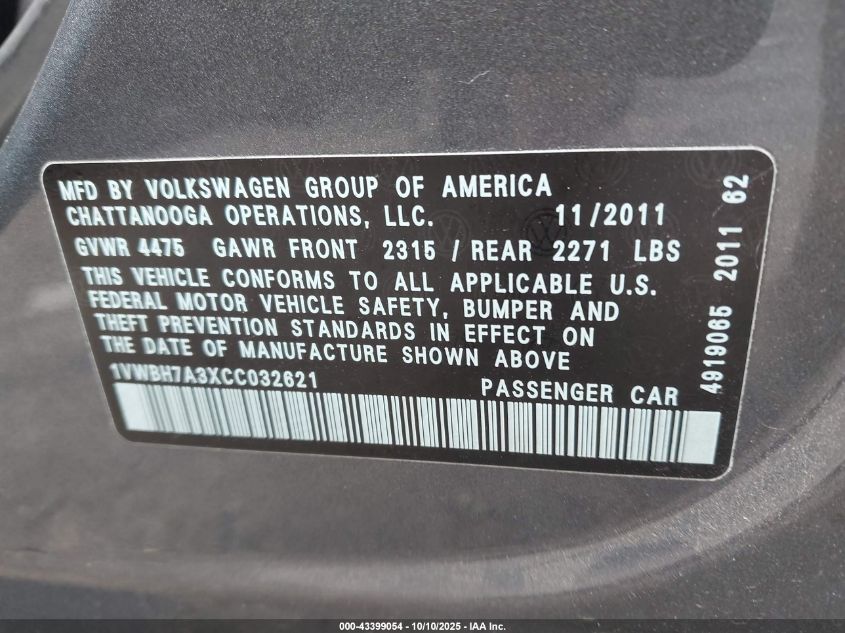 MFD BY VOLKSWAGEN GROUP OF AMERICA
CHATTANOOGA OPERATIONS, LLC. 11/2011
GVWR 4475 GAWR FRONT 2315 / REAR 2271 LBS
THIS VEHICLE CONFORMS TO ALL APPLICABLE U.S.
FEDERAL MOTOR VEHICLE SAFETY, BUMPER AND
THEFT PREVENTION STANDARDS IN EFFECT ON
THE DATE OF MANUFACTURE SHOWN ABOVE
1VWBH7A3XCC032621 PASSENGER CAR
4919065 2011 62
000-43399054 - 10/10/2025 - IAA Inc.